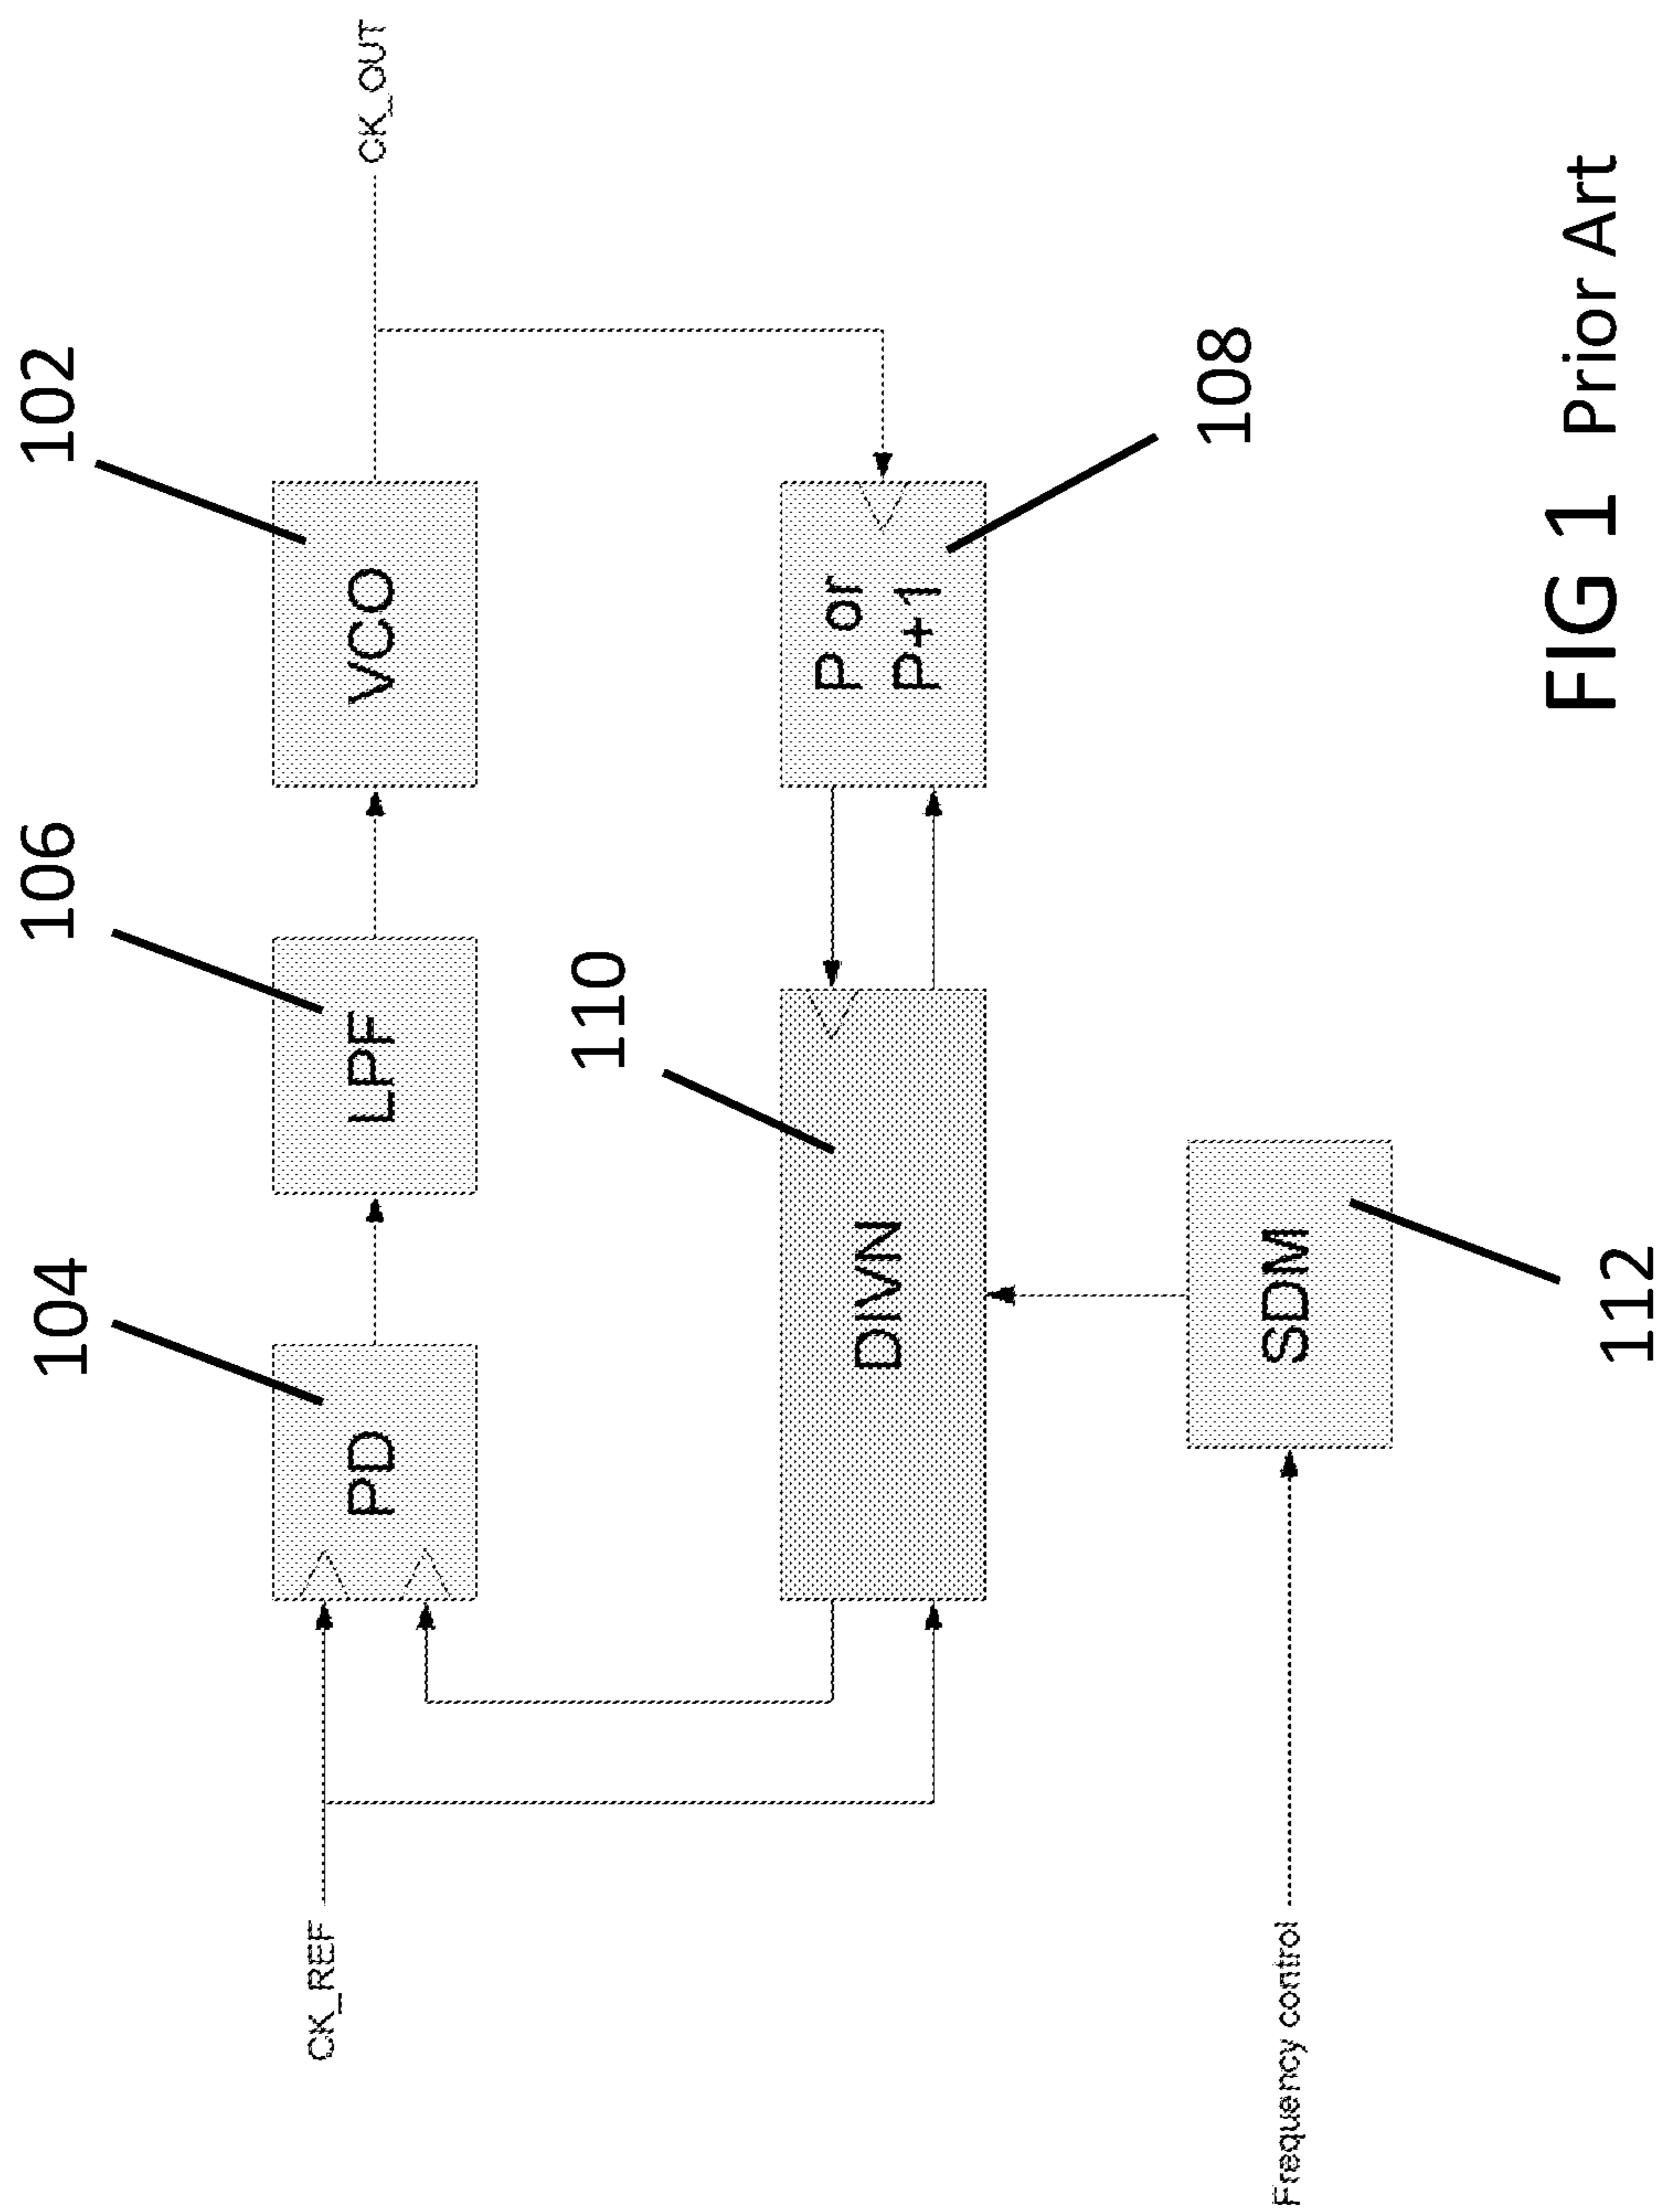 104
106
102
CK_REF
PD
LPF
VCO
CK_OUT
110
DIVN
P or
P+1
108
SDM
Frequency control
112
FIG 1 Prior Art